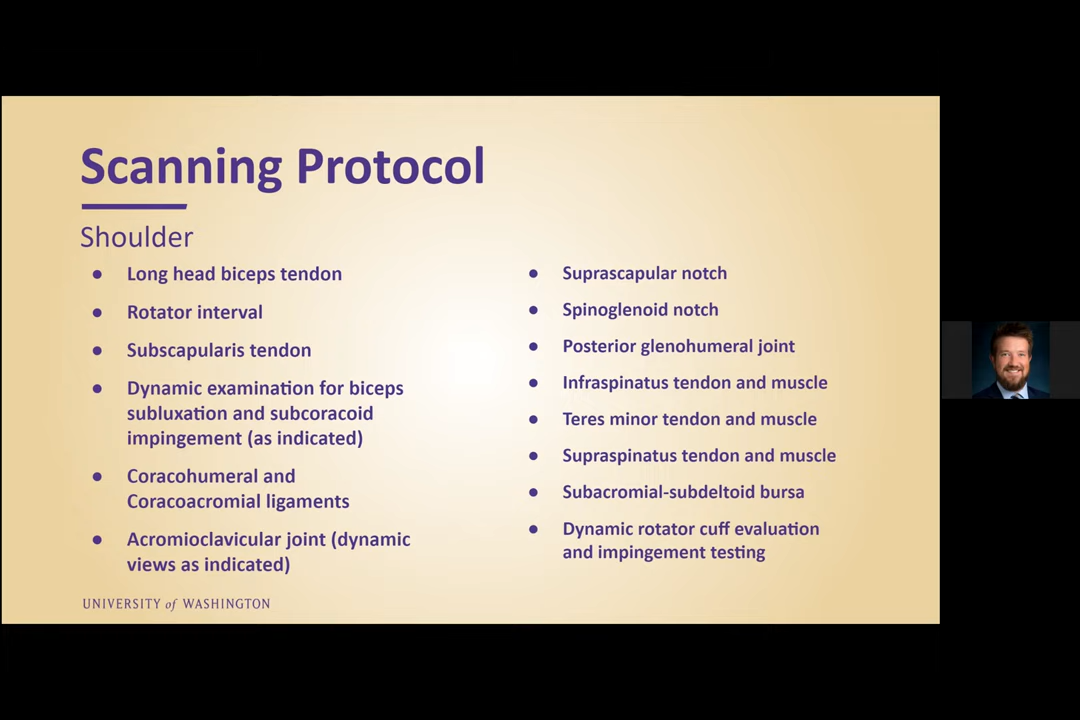 Scanning Protocol
Shoulder
● Long head biceps tendon
● Rotator interval
● Subscapularis tendon
● Dynamic examination for biceps
subluxation and subcoracoid
impingement (as indicated)
● Coracohumeral and
Coracoacromial ligaments
● Acromioclavicular joint (dynamic
views as indicated)
● Suprascapular notch
● Spinoglenoid notch
● Posterior glenohumeral joint
● Infraspinatus tendon and muscle
● Teres minor tendon and muscle
● Supraspinatus tendon and muscle
● Subacromial-subdeltoid bursa
● Dynamic rotator cuff evaluation
and impingement testing
UNIVERSITY of WASHINGTON